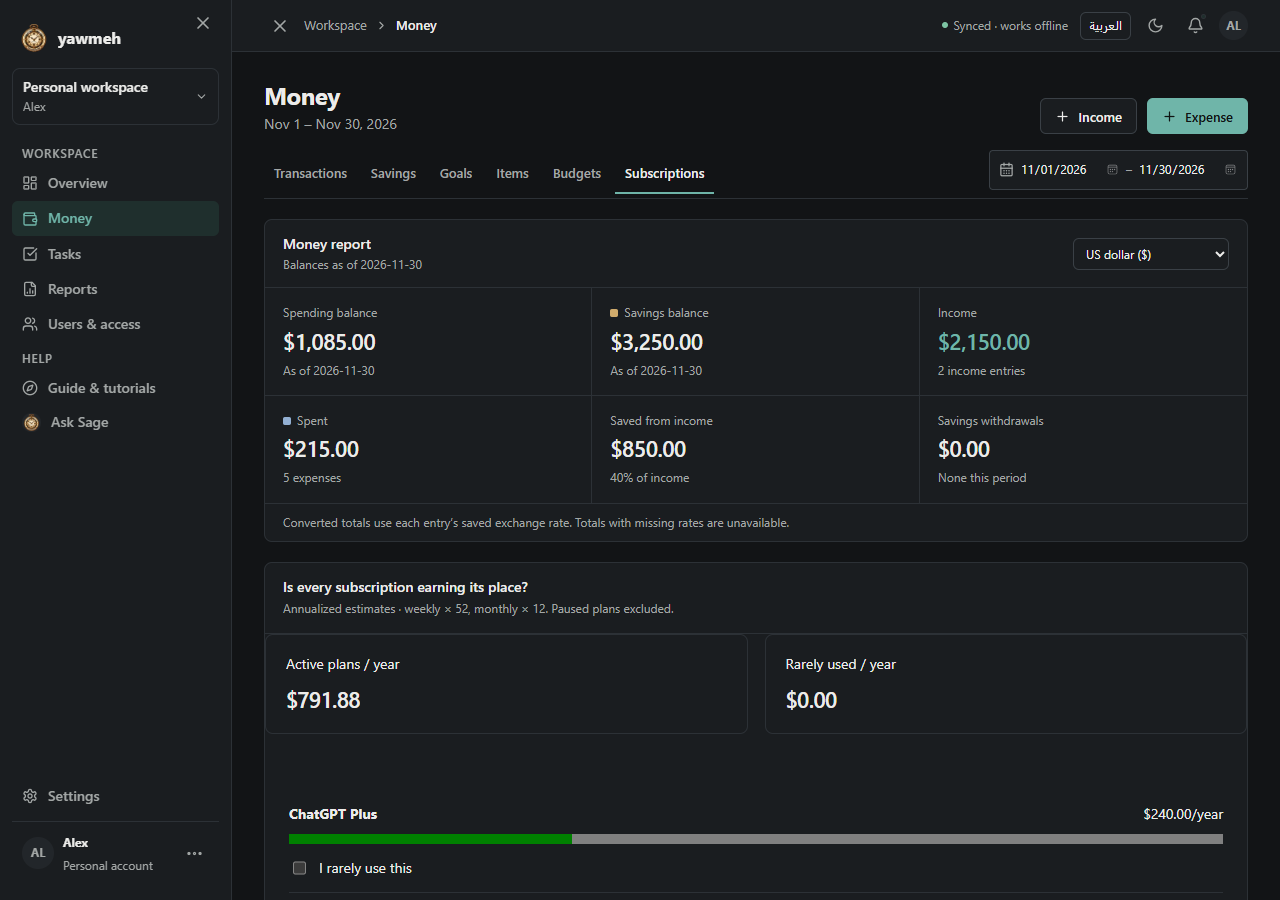 yawmeh
Personal workspace
Alex
WORKSPACE
Overview
Money
Tasks
Reports
Users & access
HELP
Guide & tutorials
Ask Sage
Settings
AL
Alex
Personal account
Workspace > Money
Synced · works offline
العربية
AL
Money
Nov 1 – Nov 30, 2026
+ Income
+ Expense
Transactions Savings Goals Items Budgets Subscriptions
11/01/2026 – 11/30/2026
Money report
Balances as of 2026-11-30
US dollar ($)
Spending balance
$1,085.00
As of 2026-11-30
Savings balance
$3,250.00
As of 2026-11-30
Income
$2,150.00
2 income entries
Spent
$215.00
5 expenses
Saved from income
$850.00
40% of income
Savings withdrawals
$0.00
None this period
Converted totals use each entry's saved exchange rate. Totals with missing rates are unavailable.
Is every subscription earning its place?
Annualized estimates · weekly × 52, monthly × 12. Paused plans excluded.
Active plans / year
$791.88
Rarely used / year
$0.00
ChatGPT Plus
$240.00/year
I rarely use this